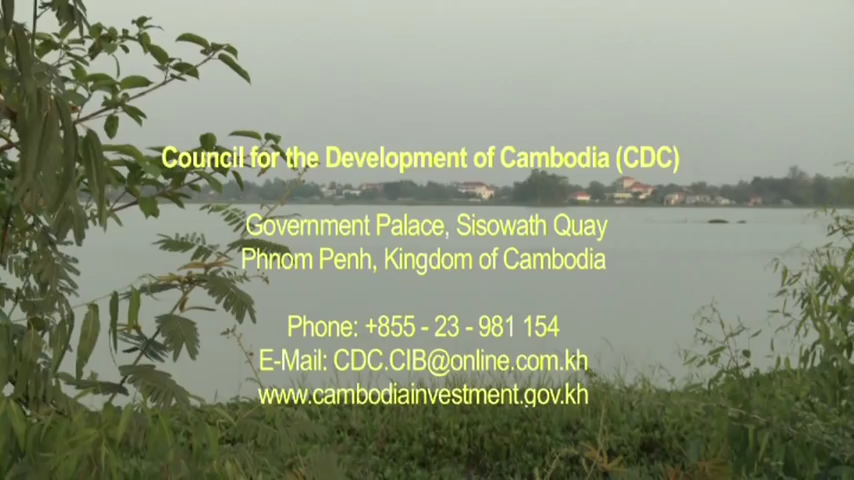 Council for the Development of Cambodia (CDC)
Government Palace, Sisowath Quay
Phnom Penh, Kingdom of Cambodia
Phone: +855 - 23 - 981 154
E-Mail: CDC.CIB@online.com.kh
www.cambodiainvestment.gov.kh